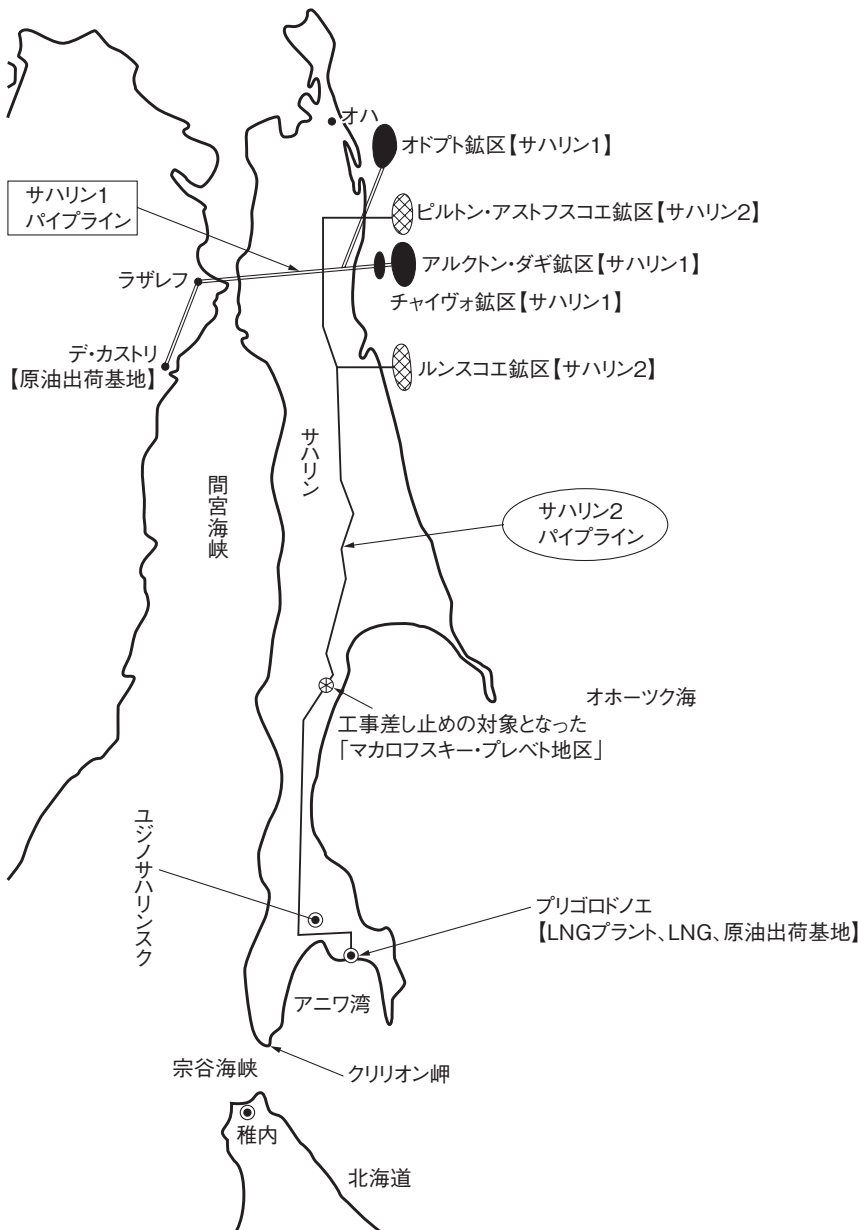 オハ
オドプト鉱区【サハリン1】
サハリン1
パイプライン
ピルトン・アストフスコエ鉱区【サハリン2】
アルクトン・ダギ鉱区【サハリン1】
ラザレフ
チャイヴォ鉱区【サハリン1】
デ・カストリ
【原油出荷基地】
ルンスコエ鉱区【サハリン2】
サハリン
間宮海峡
サハリン2
パイプライン
オホーツク海
工事差し止めの対象となった
「マカロフスキー・プレベト地区」
ユジノサハリンスク
プリゴロドノエ
【LNGプラント、LNG、原油出荷基地】
アニワ湾
宗谷海峡
クリリオン岬
稚内
北海道